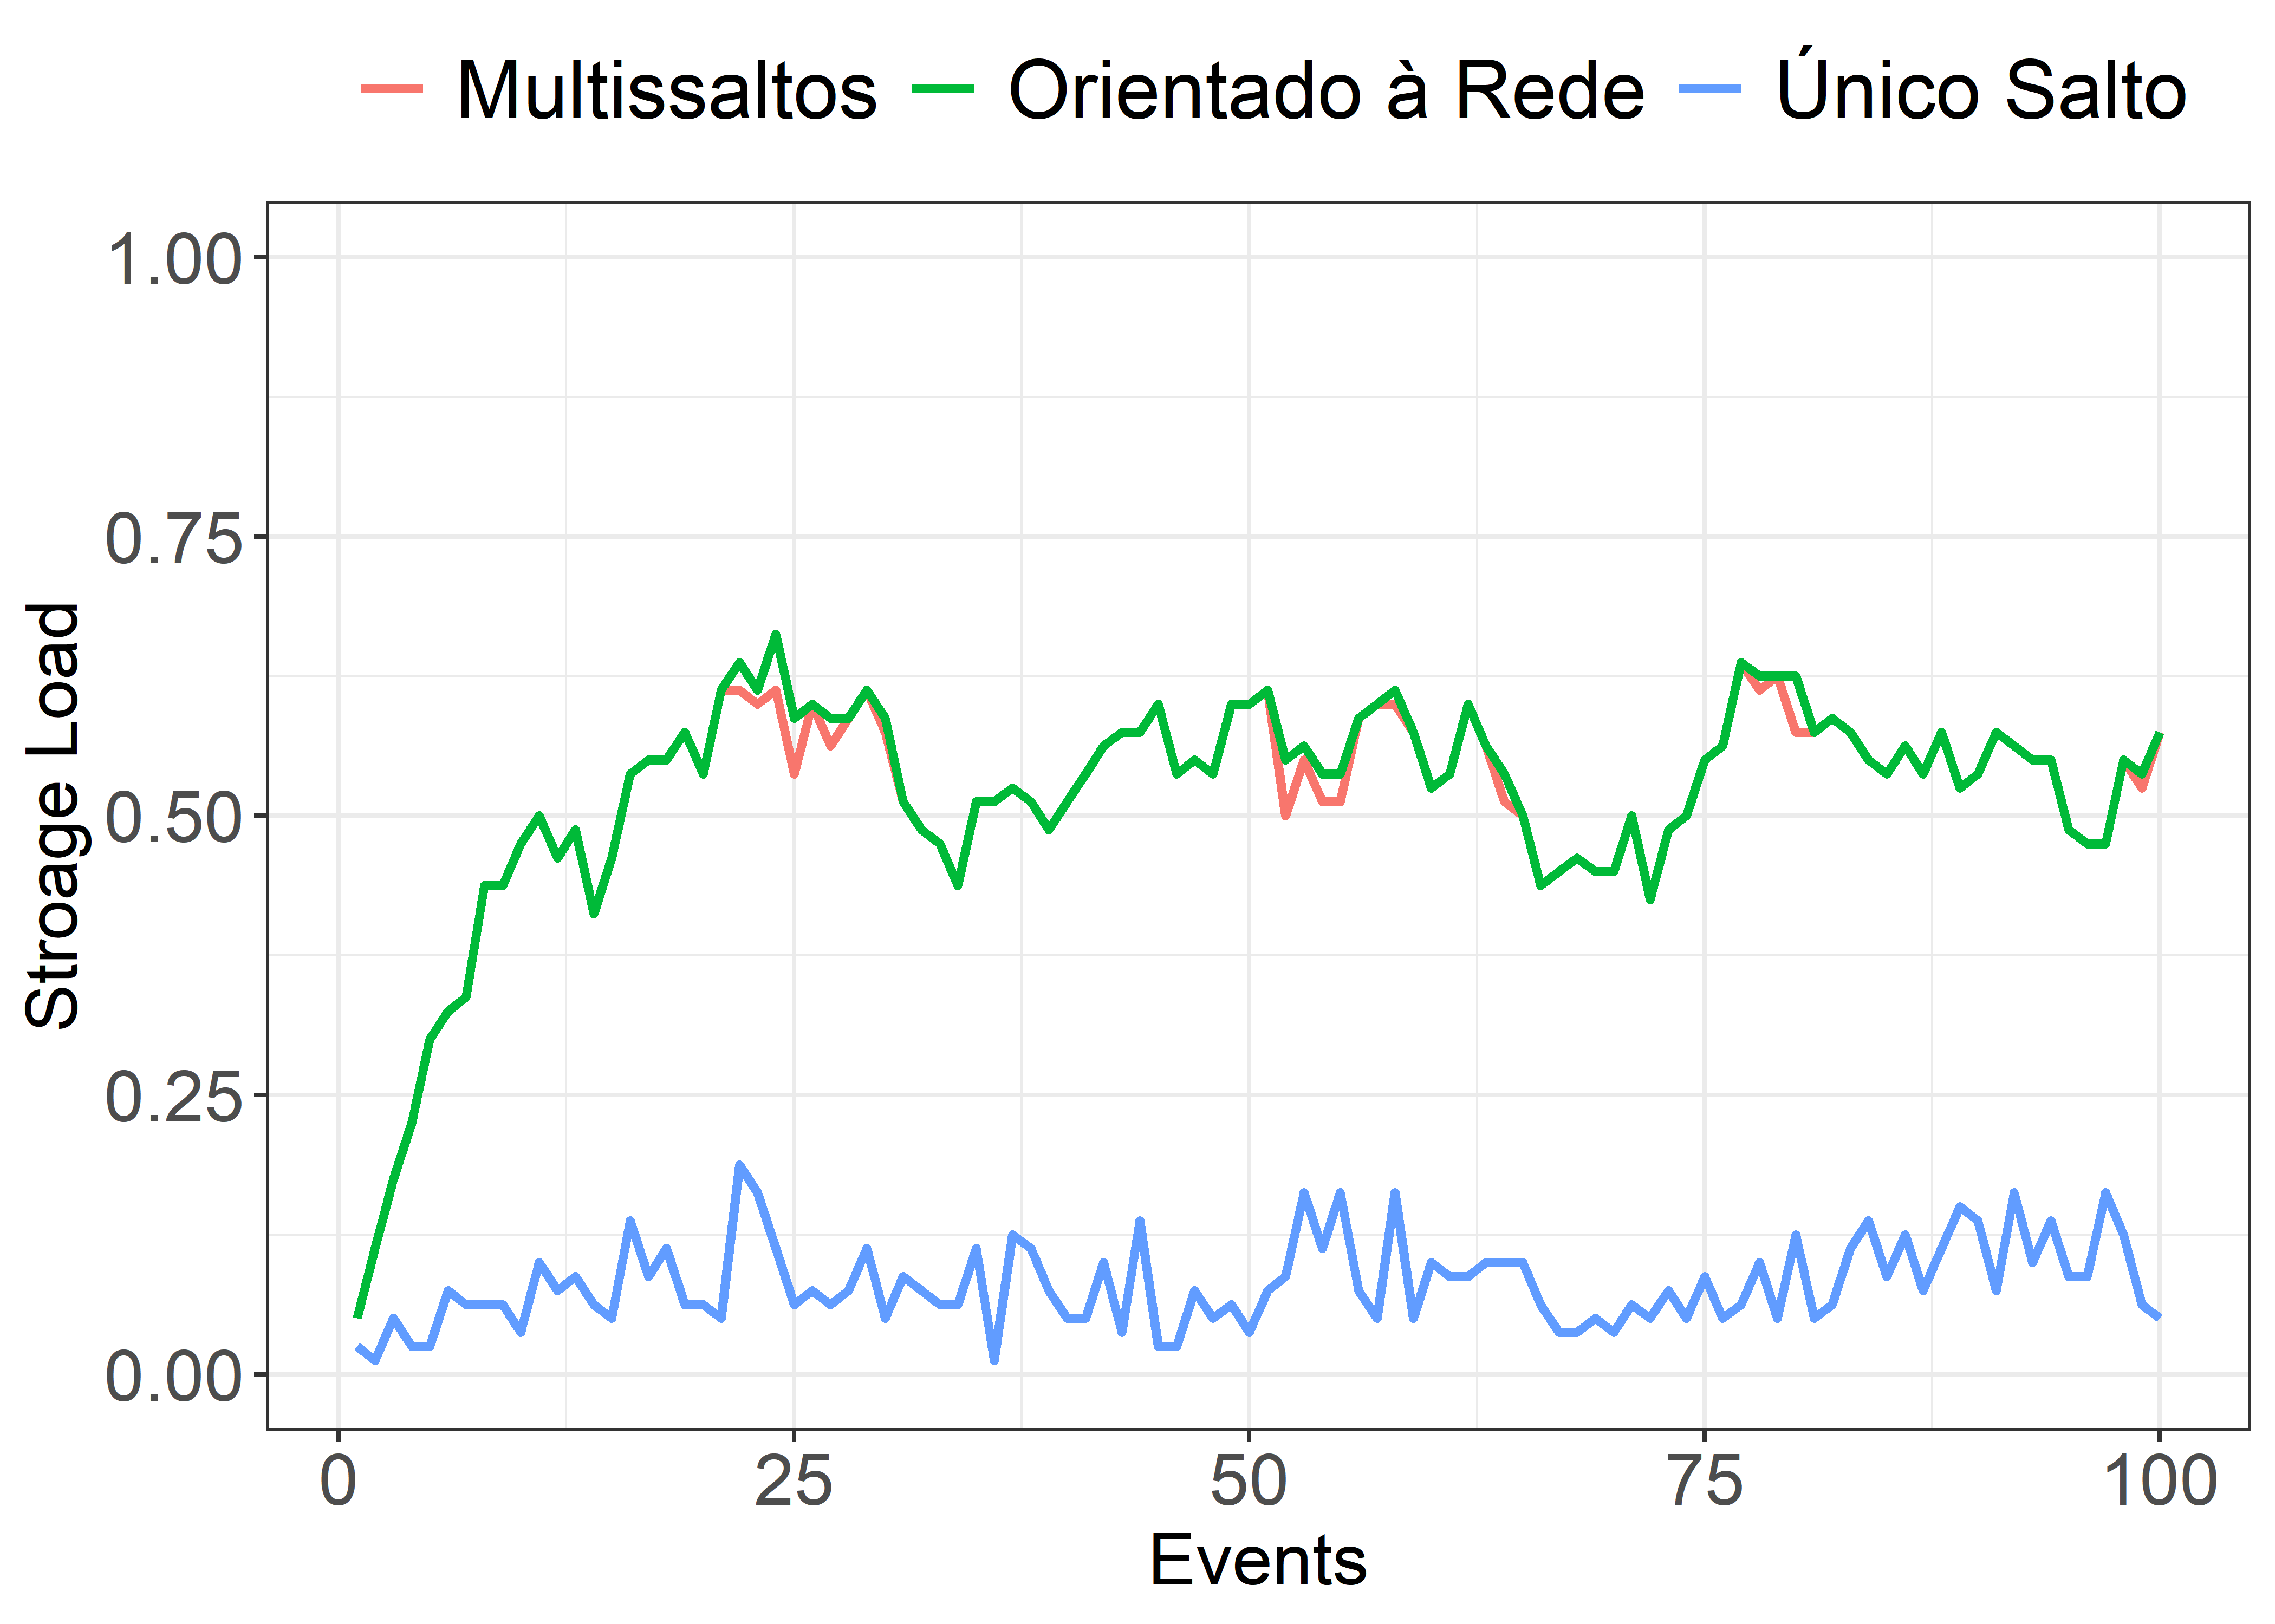 Multissaltos Orientado à Rede Único Salto
1.00
0.75
0.50
0.25
0.00
Stroage Load
0 25 50 75 100
Events